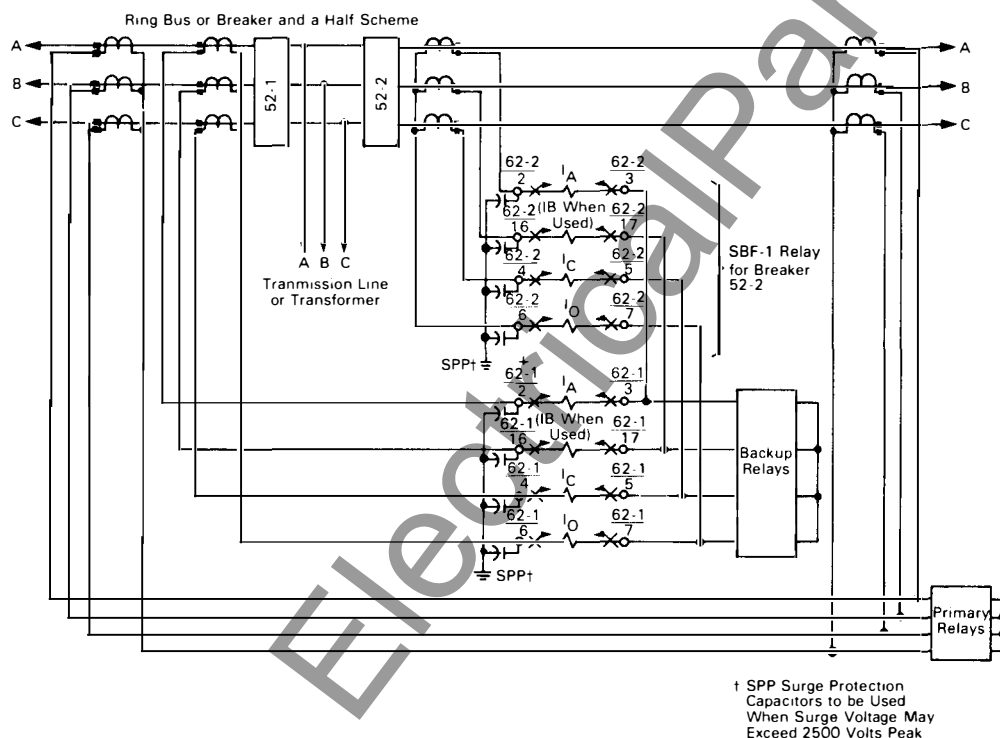 Ring Bus or Breaker and a Half Scheme
A
A
B
B
C
C
52-1
52-2
62-2
2
IA
62-2
3
(IB When
Used)
62-2
16
62-2
17
62-2
4
IC
62-2
5
62-2
6
IO
62-2
7
SPP†
SBF-1 Relay
for Breaker
52-2
A B C
Tranmission Line
or Transformer
62-1
2
IA
62-1
3
(IB When
Used)
62-1
16
62-1
17
62-1
4
IC
62-1
5
62-1
6
IO
62-1
7
SPP†
Backup
Relays
Primary
Relays
† SPP Surge Protection
Capacitors to be Used
When Surge Voltage May
Exceed 2500 Volts Peak